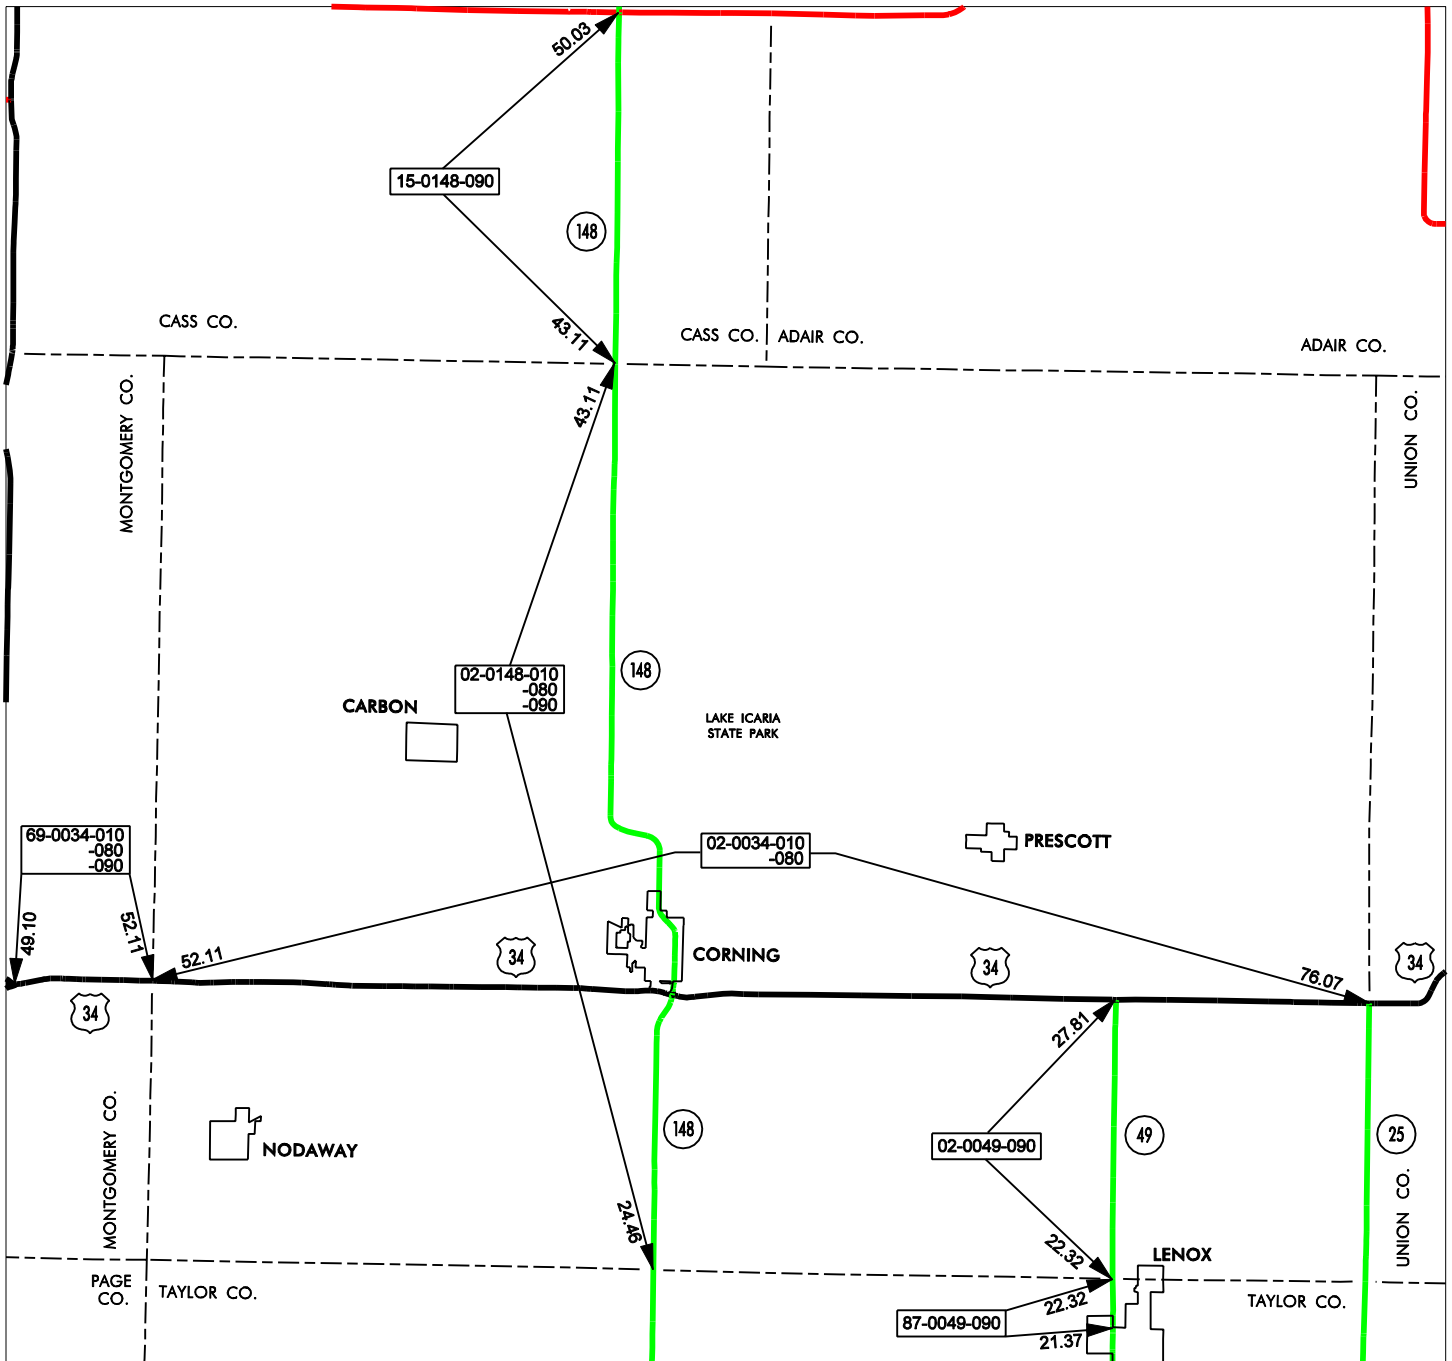 50.03
15-0148-090
148
43.11
CASS CO.
CASS CO. ADAIR CO.
ADAIR CO.
MONTGOMERY CO.
43.11
UNION CO.
02-0148-010
-080
-090
148
CARBON
LAKE ICARIA
STATE PARK
69-0034-010
-080
-090
02-0034-010
-080
PRESCOTT
49.10
52.11
52.11
34
CORNING
34
34
76.07
34
27.81
MONTGOMERY CO.
NODAWAY
148
02-0049-090
49
25
UNION CO.
24.46
22.32
LENOX
PAGE
CO.
TAYLOR CO.
22.32
TAYLOR CO.
87-0049-090
21.37